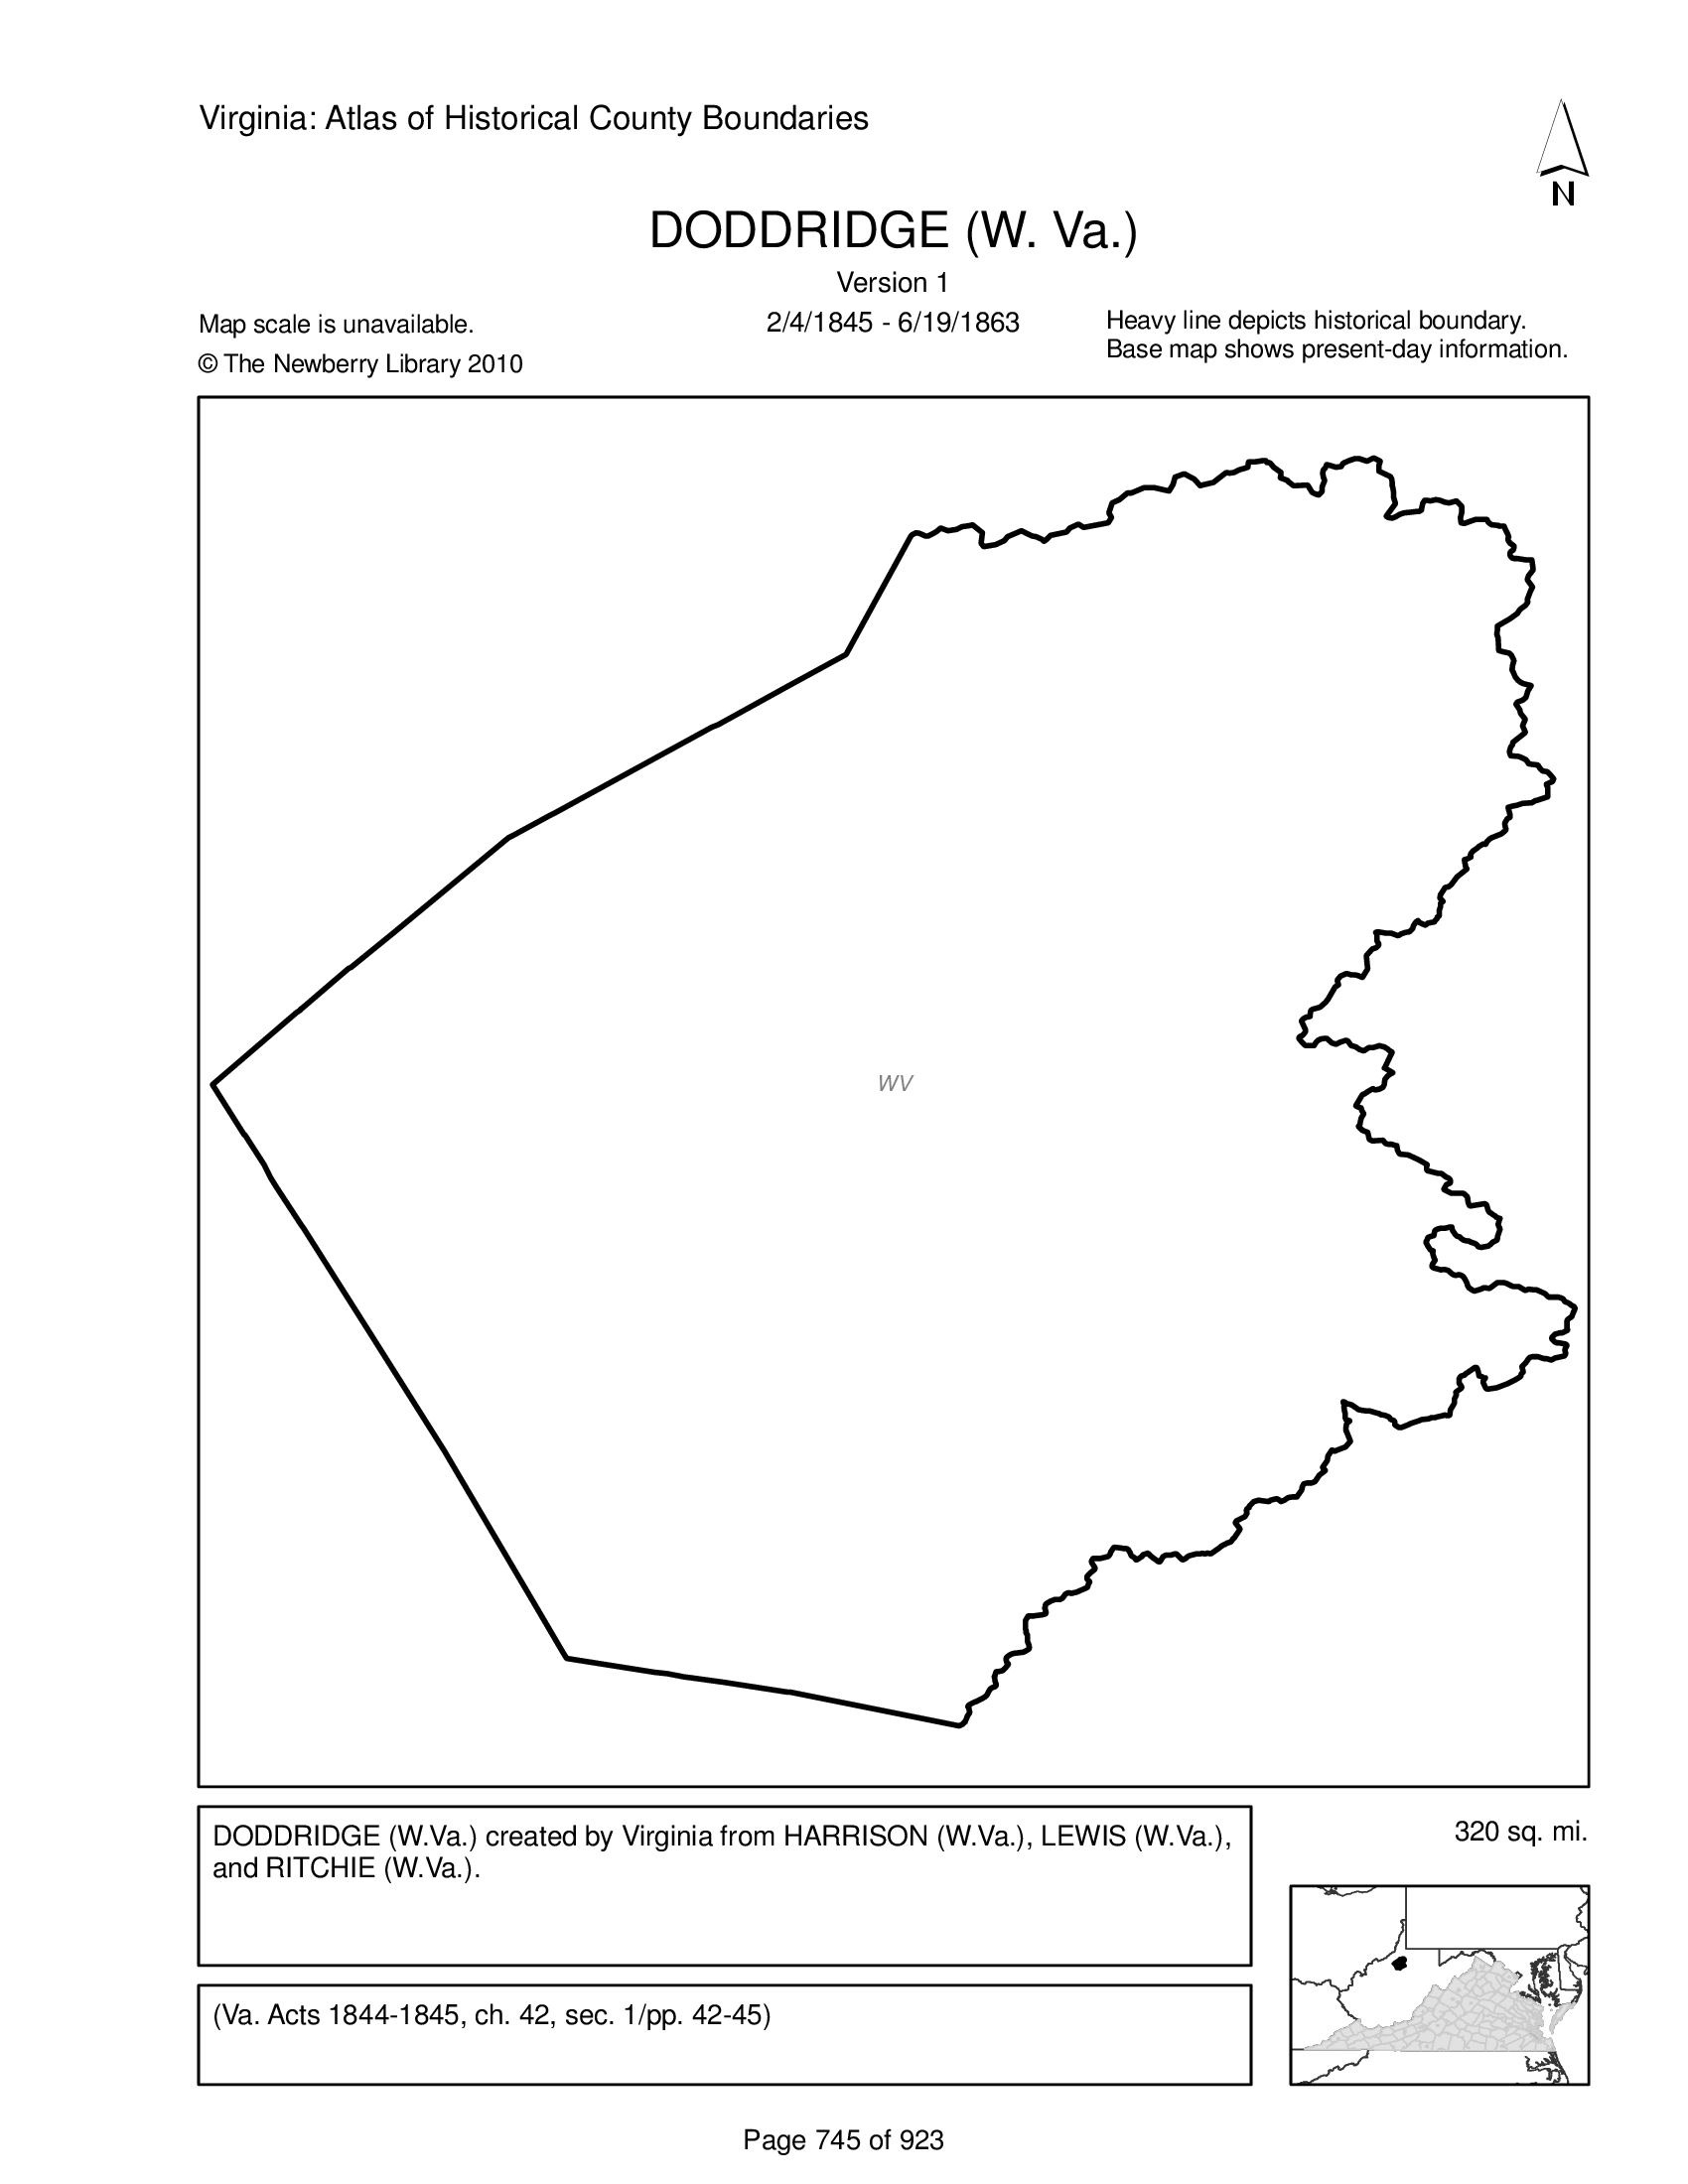 Virginia: Atlas of Historical County Boundaries
N
DODDRIDGE (W. Va.)
Version 1
2/4/1845 - 6/19/1863
Map scale is unavailable.
© The Newberry Library 2010
Heavy line depicts historical boundary.
Base map shows present-day information.
WV
DODDRIDGE (W.Va.) created by Virginia from HARRISON (W.Va.), LEWIS (W.Va.),
and RITCHIE (W.Va.).
320 sq. mi.
(Va. Acts 1844-1845, ch. 42, sec. 1/pp. 42-45)
Page 745 of 923